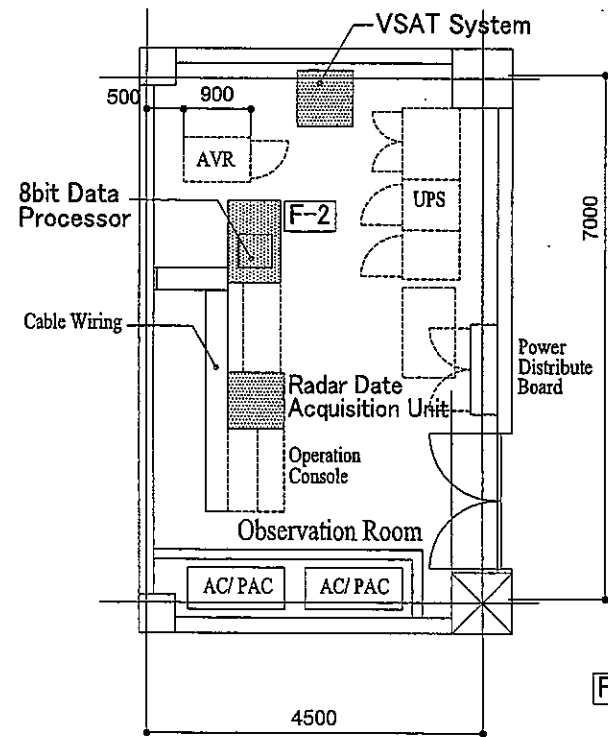 VSAT System
500
900
AVR
8bit Data
Processor
F-2
UPS
7000
Cable Wiring
Radar Date
Acquisition Unit
Power
Distribute
Board
Operation
Console
Observation Room
AC/ PAC
AC/ PAC
F
4500